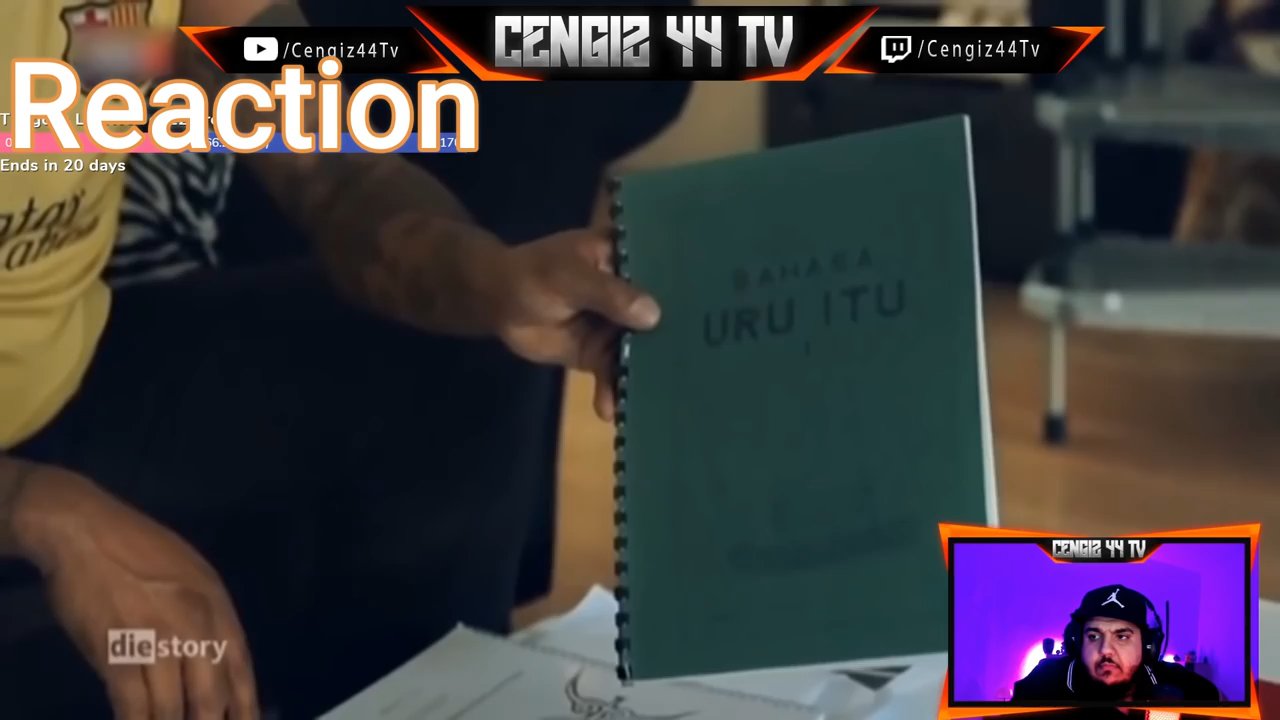 CENGIZ 44 TV
/Cengiz44Tv
/Cengiz44Tv
Reaction
Ends in 20 days
BAHASA
URU ITU
I
diestory
CENGIZ 44 TV